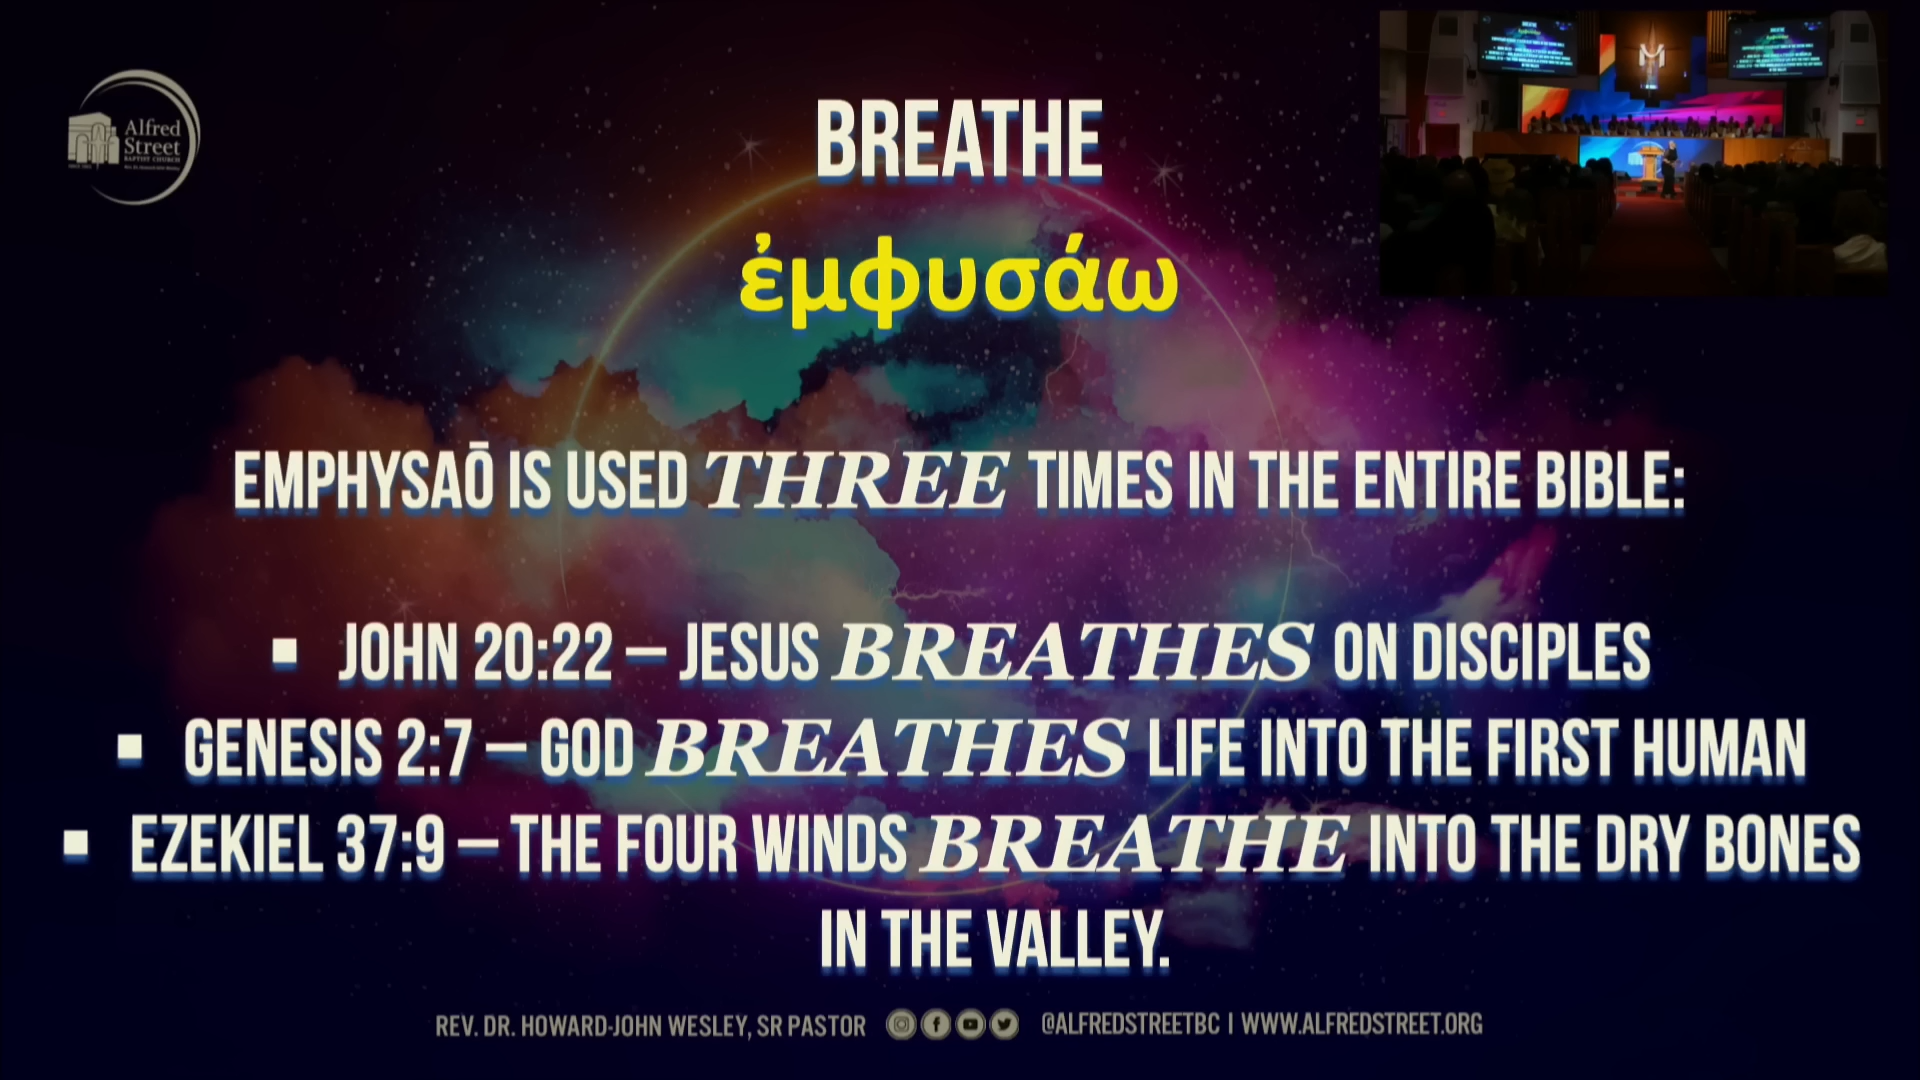 Alfred
Street
BAPTIST CHURCH
BREATHE
ἐμφυσάω
EMPHYSAŌ IS USED THREE TIMES IN THE ENTIRE BIBLE:
▪ JOHN 20:22 – JESUS BREATHES ON DISCIPLES
▪ GENESIS 2:7 – GOD BREATHES LIFE INTO THE FIRST HUMAN
▪ EZEKIEL 37:9 – THE FOUR WINDS BREATHE INTO THE DRY BONES
IN THE VALLEY.
REV. DR. HOWARD-JOHN WESLEY, SR PASTOR @ALFREDSTREETBC | WWW.ALFREDSTREET.ORG